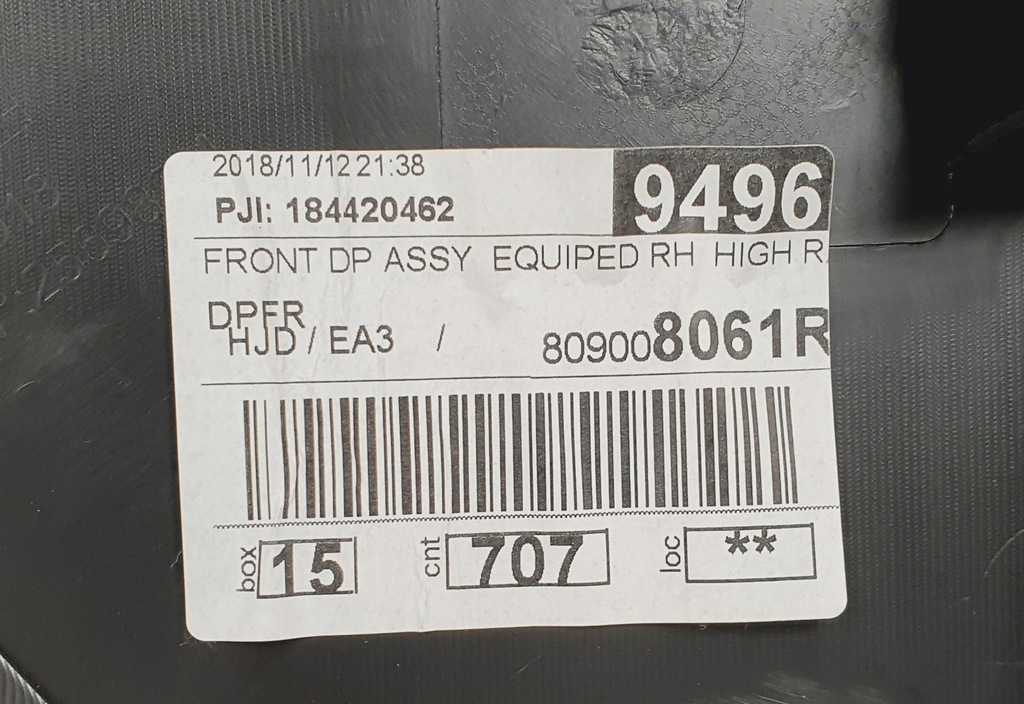 2018/11/12 21:38
PJI: 184420462
9496
FRONT DP ASSY EQUIPED RH HIGH R
DPFR
HJD / EA3 /
809008061R
box 15 cnt 707 loc **